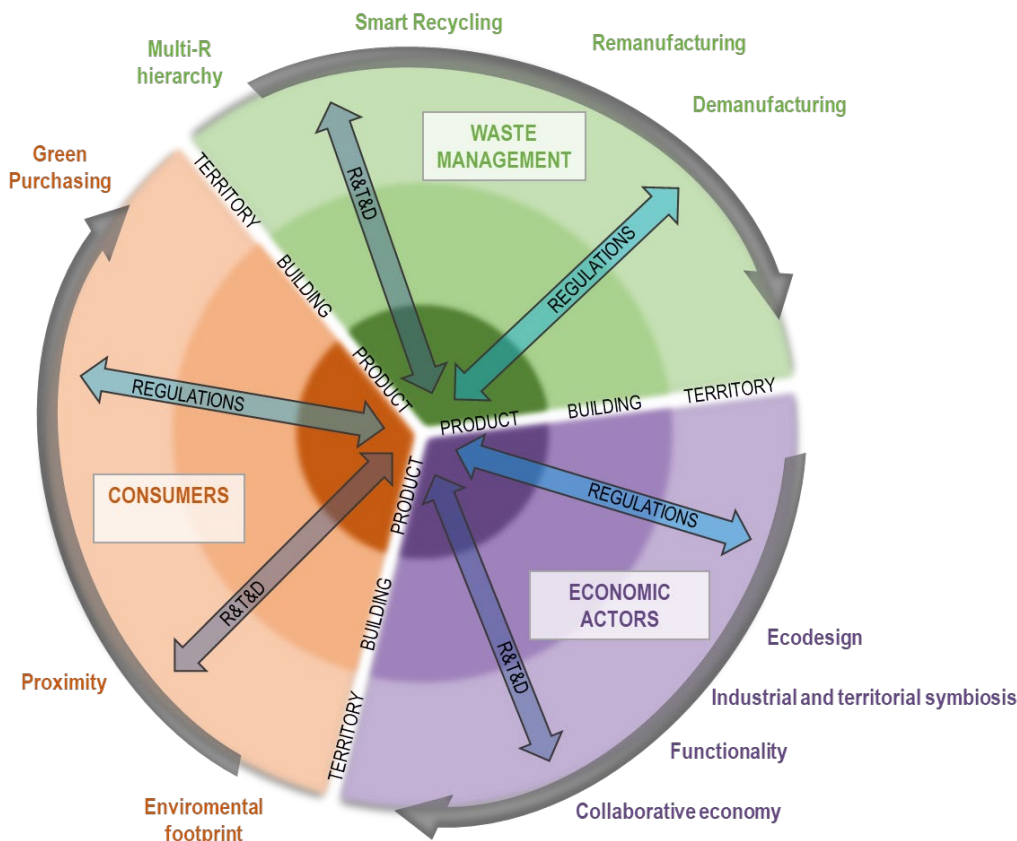 Smart Recycling
Multi-R
hierarchy
Remanufacturing
Demanufacturing
Green
Purchasing
WASTE
MANAGEMENT
R&T&D
REGULATIONS
TERRITORY
BUILDING
PRODUCT
PRODUCT
BUILDING
TERRITORY
REGULATIONS
CONSUMERS
R&T&D
PRODUCT
BUILDING
TERRITORY
REGULATIONS
ECONOMIC
ACTORS
R&T&D
Ecodesign
Industrial and territorial symbiosis
Functionality
Collaborative economy
Proximity
Enviromental
footprint